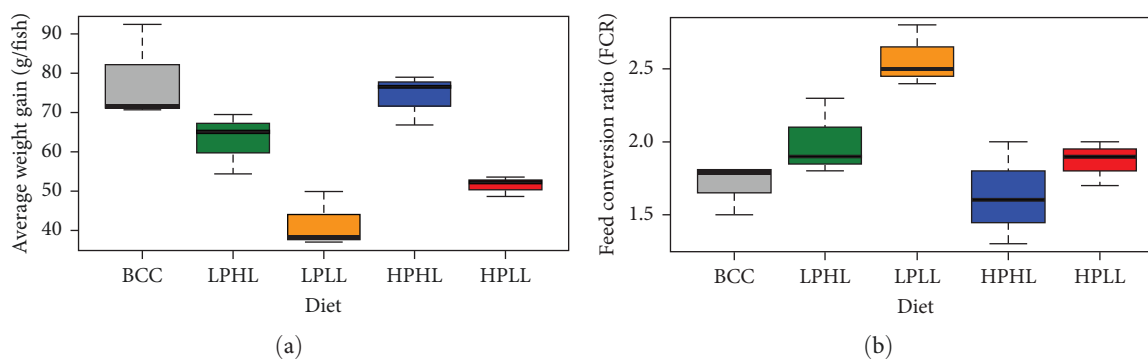 Average weight gain (g/fish)
90
80
70
60
50
40
BCC LPHL LPLL HPHL HPLL
Diet
(a)
Feed conversion ratio (FCR)
2.5
2.0
1.5
BCC LPHL LPLL HPHL HPLL
Diet
(b)